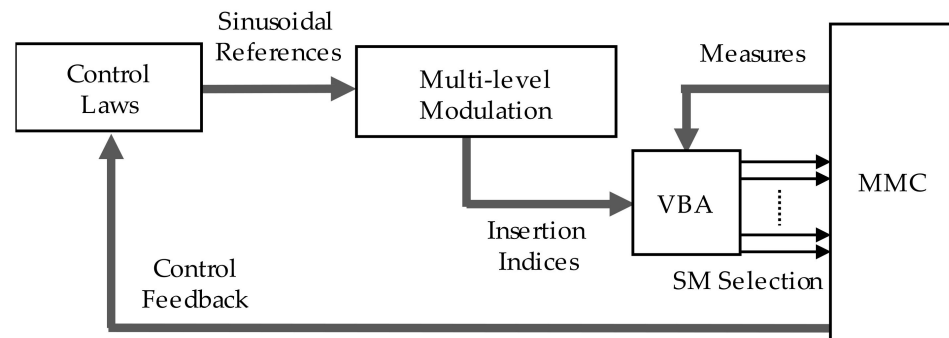 Sinusoidal
References
Control
Laws
Multi-level
Modulation
Measures
VBA
MMC
Insertion
Indices
SM Selection
Control
Feedback